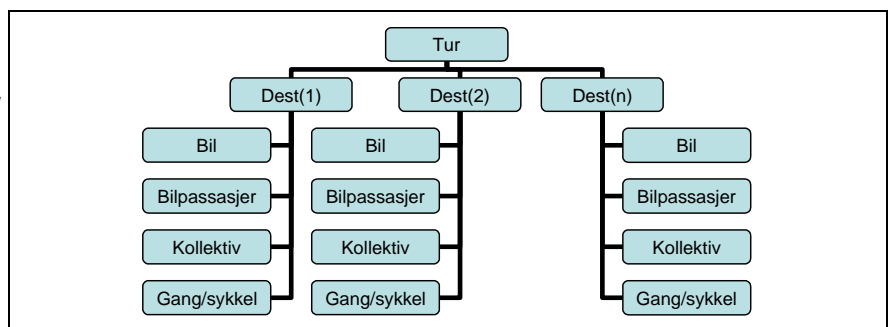 Tur
Dest(1) Dest(2) Dest(n)
Bil Bil Bil
Bilpassasjer Bilpassasjer Bilpassasjer
Kollektiv Kollektiv Kollektiv
Gang/sykkel Gang/sykkel Gang/sykkel